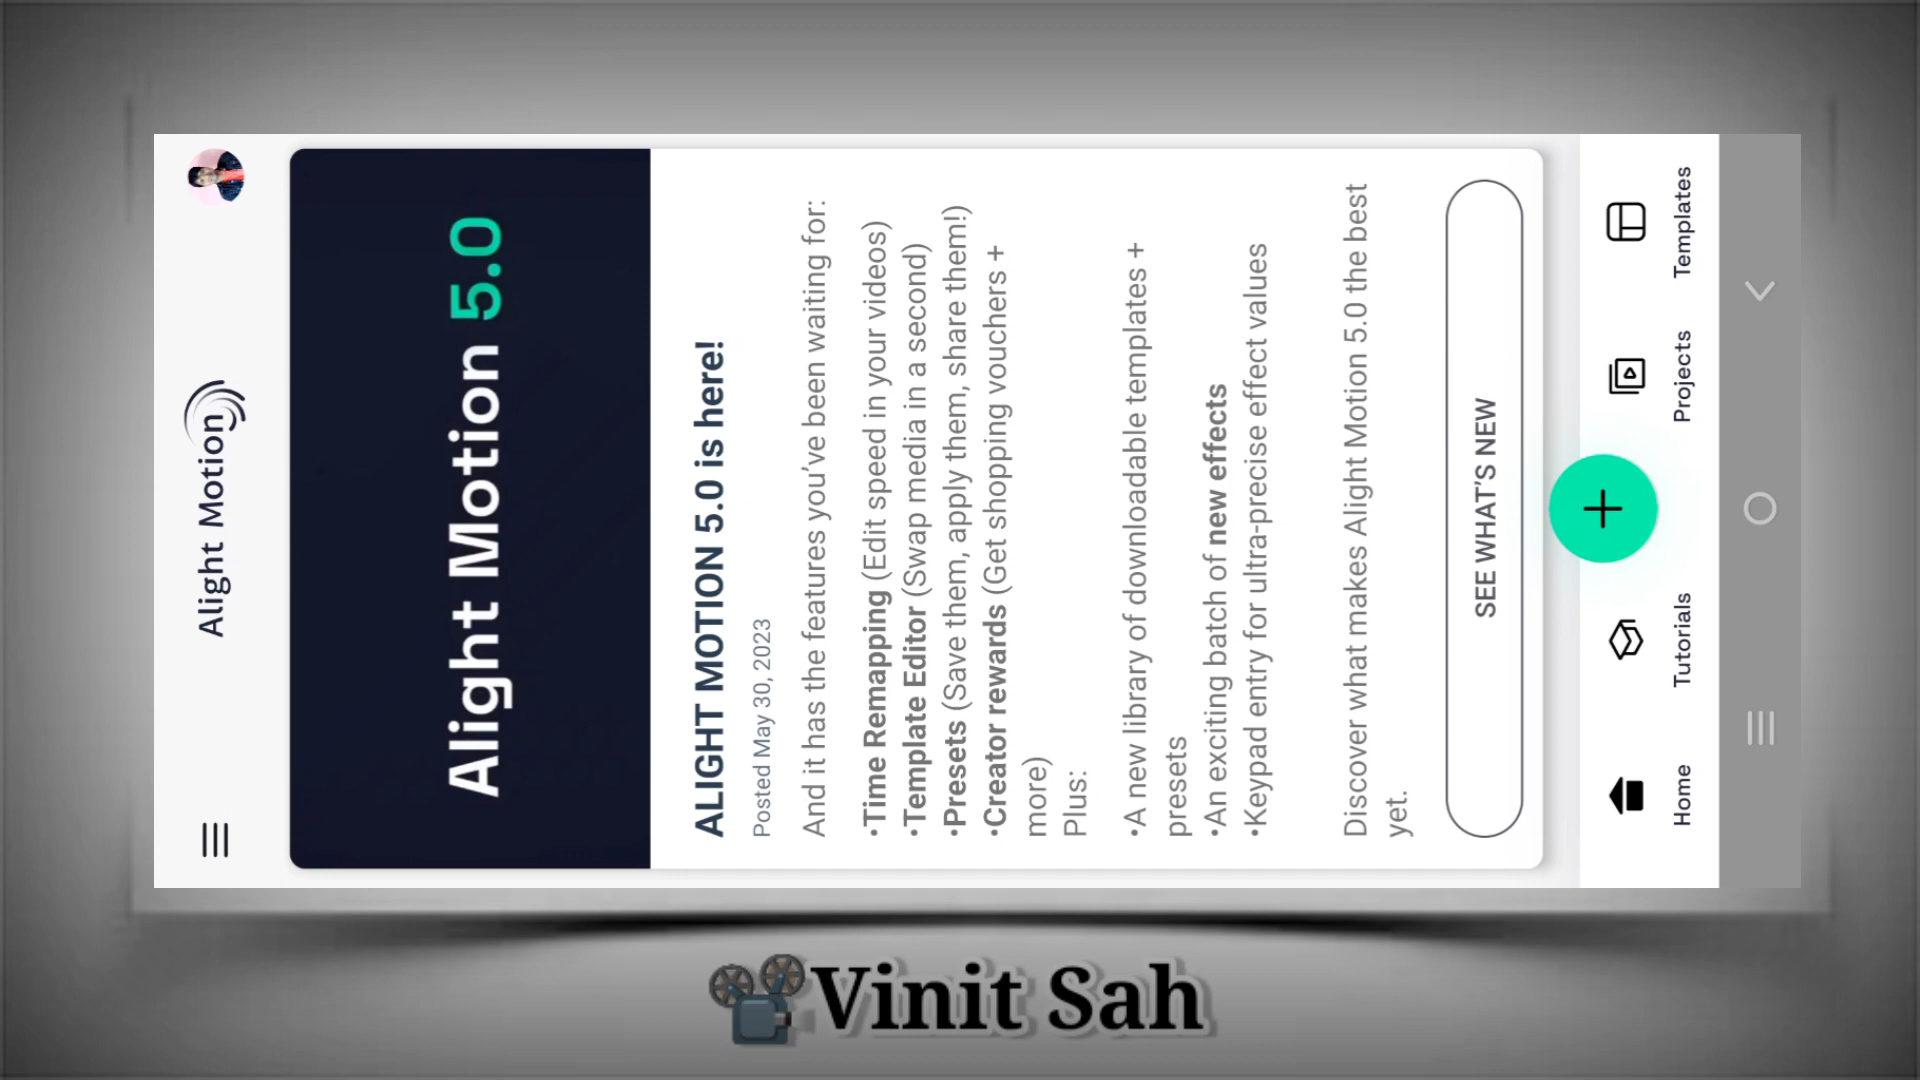 Alight Motion
Alight Motion 5.0
ALIGHT MOTION 5.0 is here!
Posted May 30, 2023
And it has the features you've been waiting for:
•Time Remapping (Edit speed in your videos)
•Template Editor (Swap media in a second)
•Presets (Save them, apply them, share them!)
•Creator rewards (Get shopping vouchers +
more)
Plus:
•A new library of downloadable templates +
presets
•An exciting batch of new effects
•Keypad entry for ultra-precise effect values
Discover what makes Alight Motion 5.0 the best
yet.
SEE WHAT'S NEW
Home
Tutorials
Projects
Templates
Vinit Sah